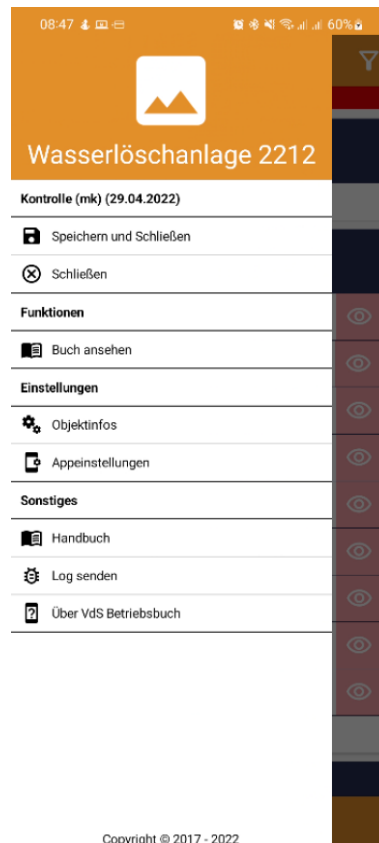 08:47 60%
Wasserlöschanlage 2212
Kontrolle (mk) (29.04.2022)
Speichern und Schließen
Schließen
Funktionen
Buch ansehen
Einstellungen
Objektinfos
Appeinstellungen
Sonstiges
Handbuch
Log senden
Über VdS Betriebsbuch
Copyright © 2017 - 2022